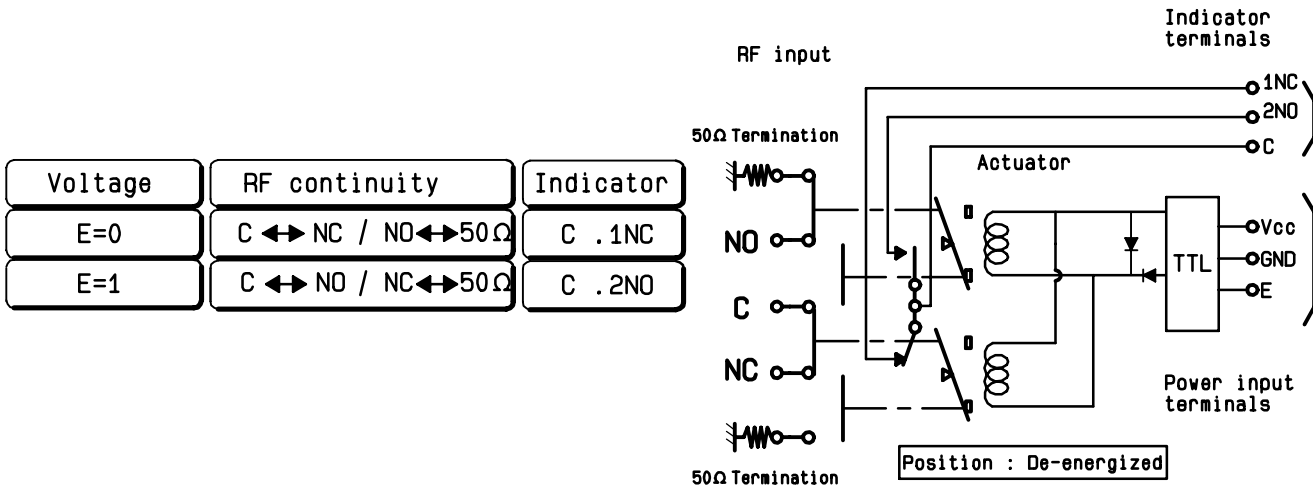 Voltage RF continuity Indicator
E=0 C ↔ NC / NO↔50Ω C .1NC
E=1 C ↔ NO / NC↔50Ω C .2NO
Indicator
terminals
RF input
1NC
2NO
C
50Ω Termination
Actuator
NO
Vcc
TTL
GND
E
C
NC
Power input
terminals
Position : De-energized
50Ω Termination